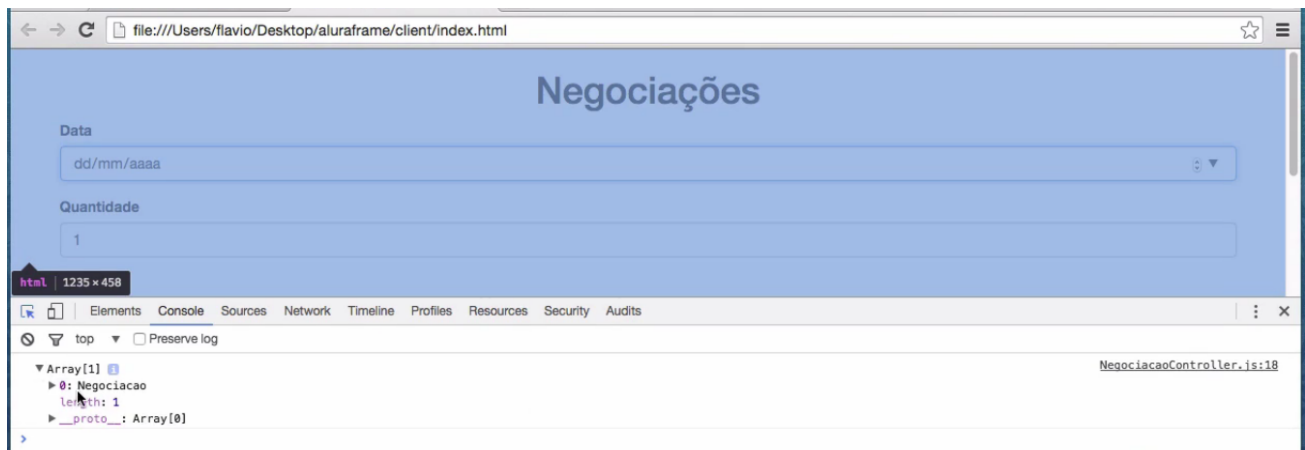 file:///Users/flavio/Desktop/aluraframe/client/index.html
Negociações
Data
dd/mm/aaaa
Quantidade
1
html | 1235 × 458
Elements Console Sources Network Timeline Profiles Resources Security Audits
top Preserve log
Array[1] NegociacaoController.js:18
0: Negociacao
length: 1
__proto__: Array[0]